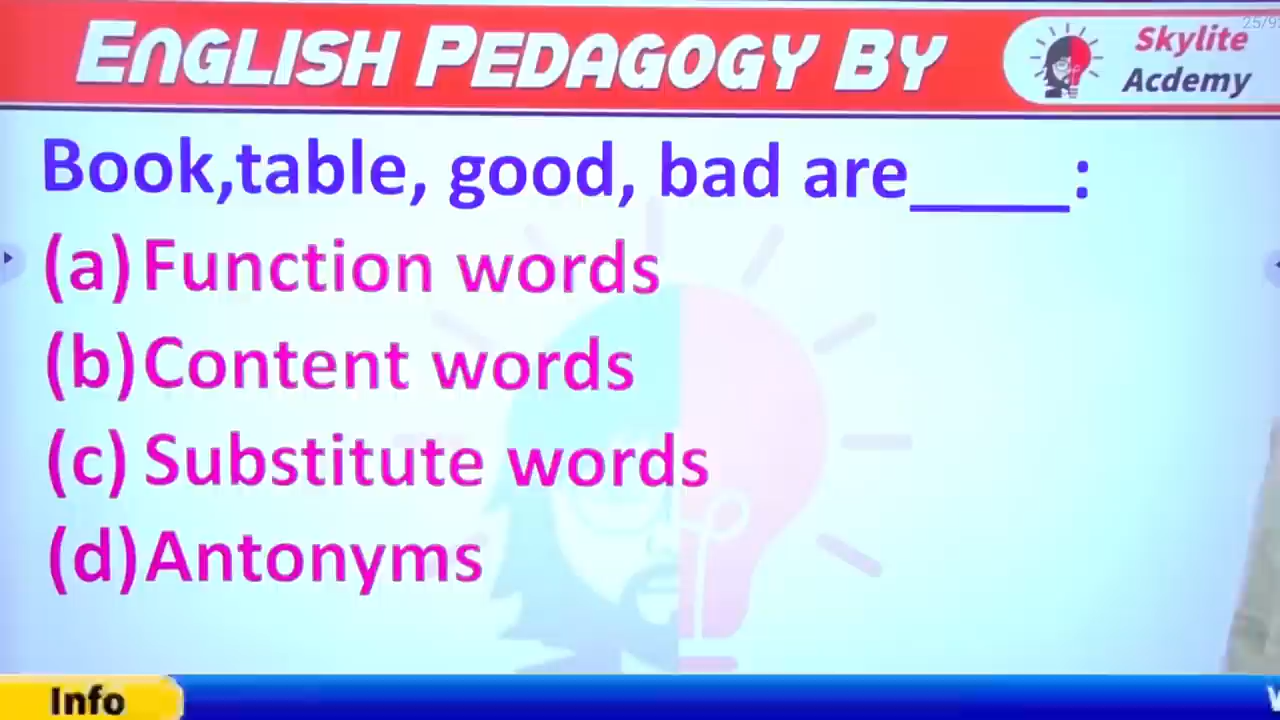 ENGLISH PEDAGOGY BY
Skylite
Acdemy
Book,table, good, bad are_____:
(a)Function words
(b)Content words
(c) Substitute words
(d)Antonyms
Info